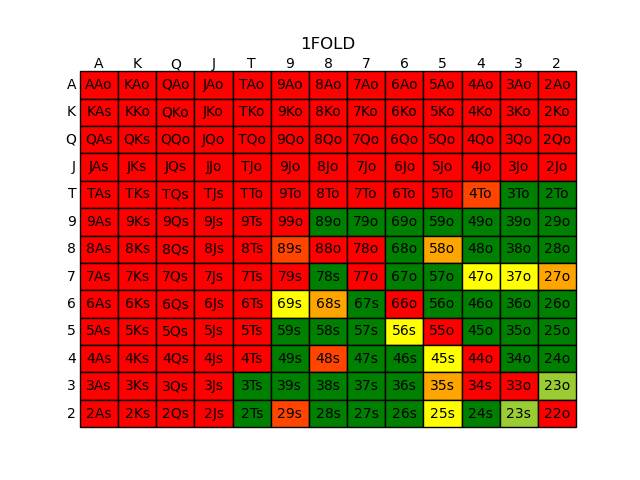 1FOLD
A K Q J T 9 8 7 6 5 4 3 2
A AAo KAo QAo JAo TAo 9Ao 8Ao 7Ao 6Ao 5Ao 4Ao 3Ao 2Ao
K KAs KKo QKo JKo TKo 9Ko 8Ko 7Ko 6Ko 5Ko 4Ko 3Ko 2Ko
Q QAs QKs QQo JQo TQo 9Qo 8Qo 7Qo 6Qo 5Qo 4Qo 3Qo 2Qo
J JAs JKs JQs JJo TJo 9Jo 8Jo 7Jo 6Jo 5Jo 4Jo 3Jo 2Jo
T TAs TKs TQs TJs TTo 9To 8To 7To 6To 5To 4To 3To 2To
9 9As 9Ks 9Qs 9Js 9Ts 99o 89o 79o 69o 59o 49o 39o 29o
8 8As 8Ks 8Qs 8Js 8Ts 89s 88o 78o 68o 58o 48o 38o 28o
7 7As 7Ks 7Qs 7Js 7Ts 79s 78s 77o 67o 57o 47o 37o 27o
6 6As 6Ks 6Qs 6Js 6Ts 69s 68s 67s 66o 56o 46o 36o 26o
5 5As 5Ks 5Qs 5Js 5Ts 59s 58s 57s 56s 55o 45o 35o 25o
4 4As 4Ks 4Qs 4Js 4Ts 49s 48s 47s 46s 45s 44o 34o 24o
3 3As 3Ks 3Qs 3Js 3Ts 39s 38s 37s 36s 35s 34s 33o 23o
2 2As 2Ks 2Qs 2Js 2Ts 29s 28s 27s 26s 25s 24s 23s 22o